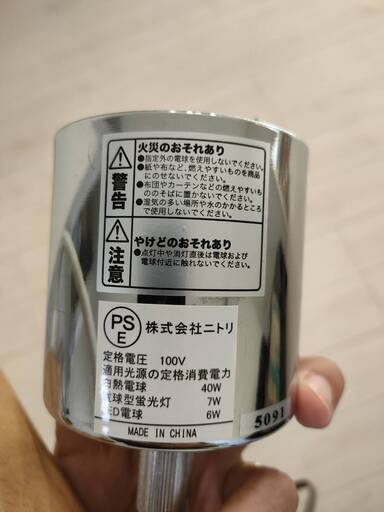 火災のおそれあり
●指定外の電球を使用しないでください。
●紙や布など、燃えやすいものを商品
にのせないでください。
●布団やカーテンなどの燃えやすいも
ののそばに置かないでください。
●湿気の多い場所や水のかかるところ
で使用しないでください。
警告
やけどのおそれあり
●点灯中や消灯直後は電球および
電球付近に触れないでください。
注意
PS
E
株式会社ニトリ
定格電圧 100V
適用光源の定格消費電力
白熱電球 40W
電球型蛍光灯 7W
LED電球 6W
MADE IN CHINA
5091